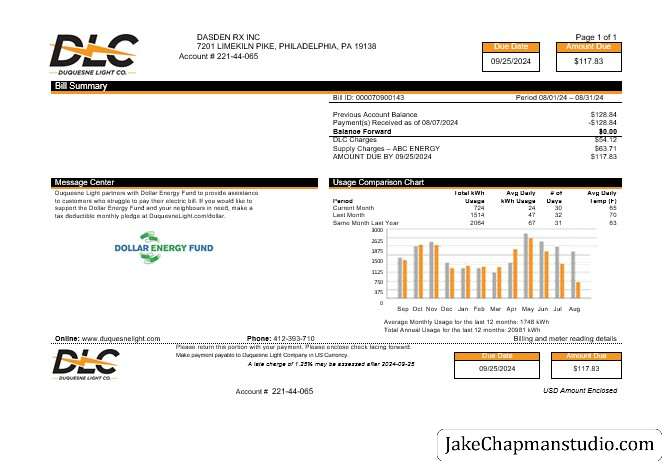 DLC
DUQUESNE LIGHT CO.
DASDEN RX INC
7201 LIMEKILN PIKE, PHILADELPHIA, PA 19138
Account # 221-44-065
Page 1 of 1
Due Date
Amount Due
09/25/2024
$117.83
Bill Summary
Bill ID: 000070900143 Period 08/01/24 – 08/31/24
Previous Account Balance $128.84
Payment(s) Received as of 08/07/2024 -$128.84
Balance Forward $0.00
DLC Charges $54.12
Supply Charges – ABC ENERGY $63.71
AMOUNT DUE BY 09/25/2024 $117.83
Message Center
Duquesne Light partners with Dollar Energy Fund to provide assistance
to customers who struggle to pay their electric bill. If you would like to
support the Dollar Energy Fund and your neighbours in need, make a
tax deductible monthly pledge at DuquesneLight.com/dollar.
DOLLAR ENERGY FUND
Usage Comparison Chart
Total kWh Avg Daily # of Avg Daily
Period Usage kWh Usage Days Temp (F)
Current Month 724 24 30 65
Last Month 1514 47 32 70
Same Month Last Year 2084 67 31 63
3000
2625
2250
1875
1500
1125
750
375
0
Sep Oct Nov Dec Jan Feb Mar Apr May Jun Jul Aug
Average Monthly Usage for the last 12 months: 1748 kWh
Total Annual Usage for the last 12 months: 20981 kWh
Online: www.duquesnelight.com Phone: 412-393-710 Billing and meter reading details
DLC
DUQUESNE LIGHT CO.
Please return this portion with your payment. Please enclose check facing forward.
Make payment payable to Duquesne Light Company in US Currency.
A late charge of 1.25% may be assessed after 2024-09-25
Due Date
Amount Due
09/25/2024
$117.83
Account # 221-44-065
USD Amount Enclosed
JakeChapmanstudio.com